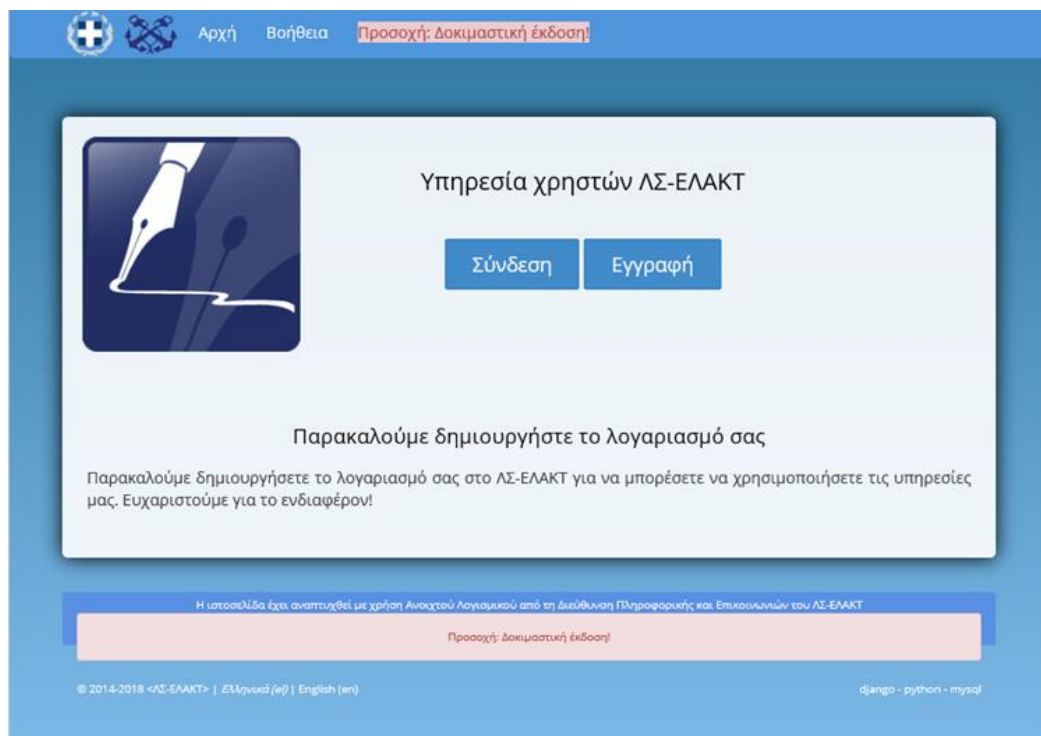 Αρχή Βοήθεια Προσοχή: Δοκιμαστική έκδοση!
Υπηρεσία χρηστών ΛΣ-ΕΛΑΚΤ
Σύνδεση Εγγραφή
Παρακαλούμε δημιουργήστε το λογαριασμό σας
Παρακαλούμε δημιουργήσετε το λογαριασμό σας στο ΛΣ-ΕΛΑΚΤ για να μπορέσετε να χρησιμοποιήσετε τις υπηρεσίες
μας. Ευχαριστούμε για το ενδιαφέρον!
Η ιστοσελίδα έχει αναπτυχθεί με χρήση Ανοιχτού Λογισμικού από τη Διεύθυνση Πληροφορικής και Επικοινωνιών του ΛΣ-ΕΛΑΚΤ
Προσοχή: Δοκιμαστική έκδοση!
© 2014-2018 <ΛΣ-ΕΛΑΚΤ> | Ελληνικά (el) | English (en) django - python - mysql